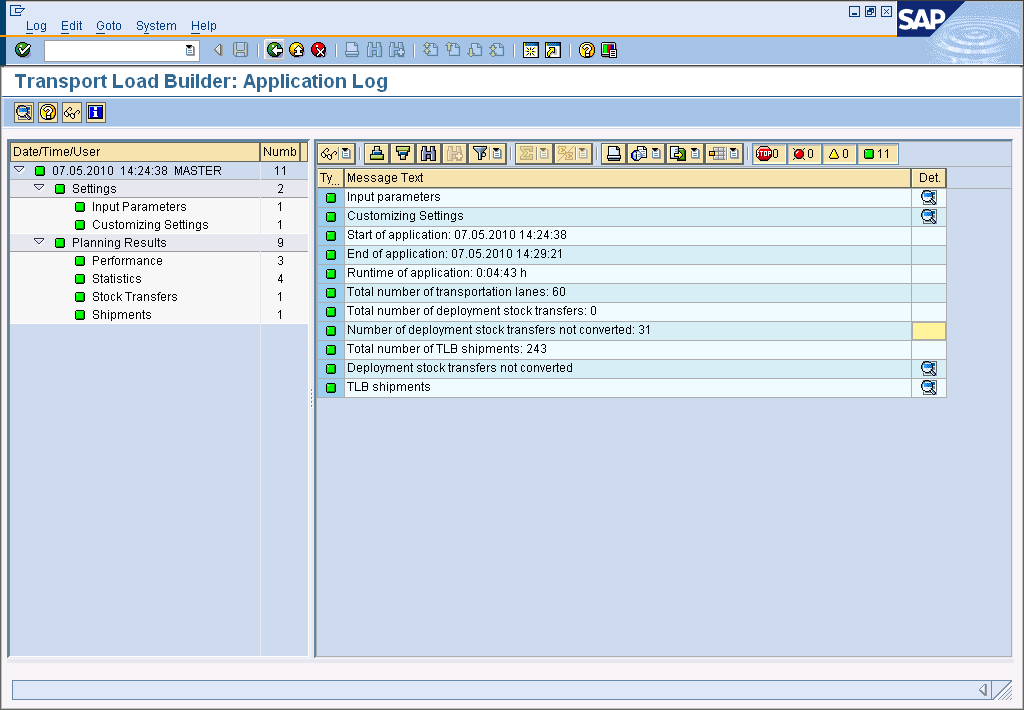 Log Edit Goto System Help
SAP
Transport Load Builder: Application Log
Date/Time/User Numb
07.05.2010 14:24:38 MASTER 11
Settings 2
Input Parameters 1
Customizing Settings 1
Planning Results 9
Performance 3
Statistics 4
Stock Transfers 1
Shipments 1
STOP 0 0 0 11
Ty... Message Text Det.
Input parameters
Customizing Settings
Start of application: 07.05.2010 14:24:38
End of application: 07.05.2010 14:29:21
Runtime of application: 0:04:43 h
Total number of transportation lanes: 60
Total number of deployment stock transfers: 0
Number of deployment stock transfers not converted: 31
Total number of TLB shipments: 243
Deployment stock transfers not converted
TLB shipments